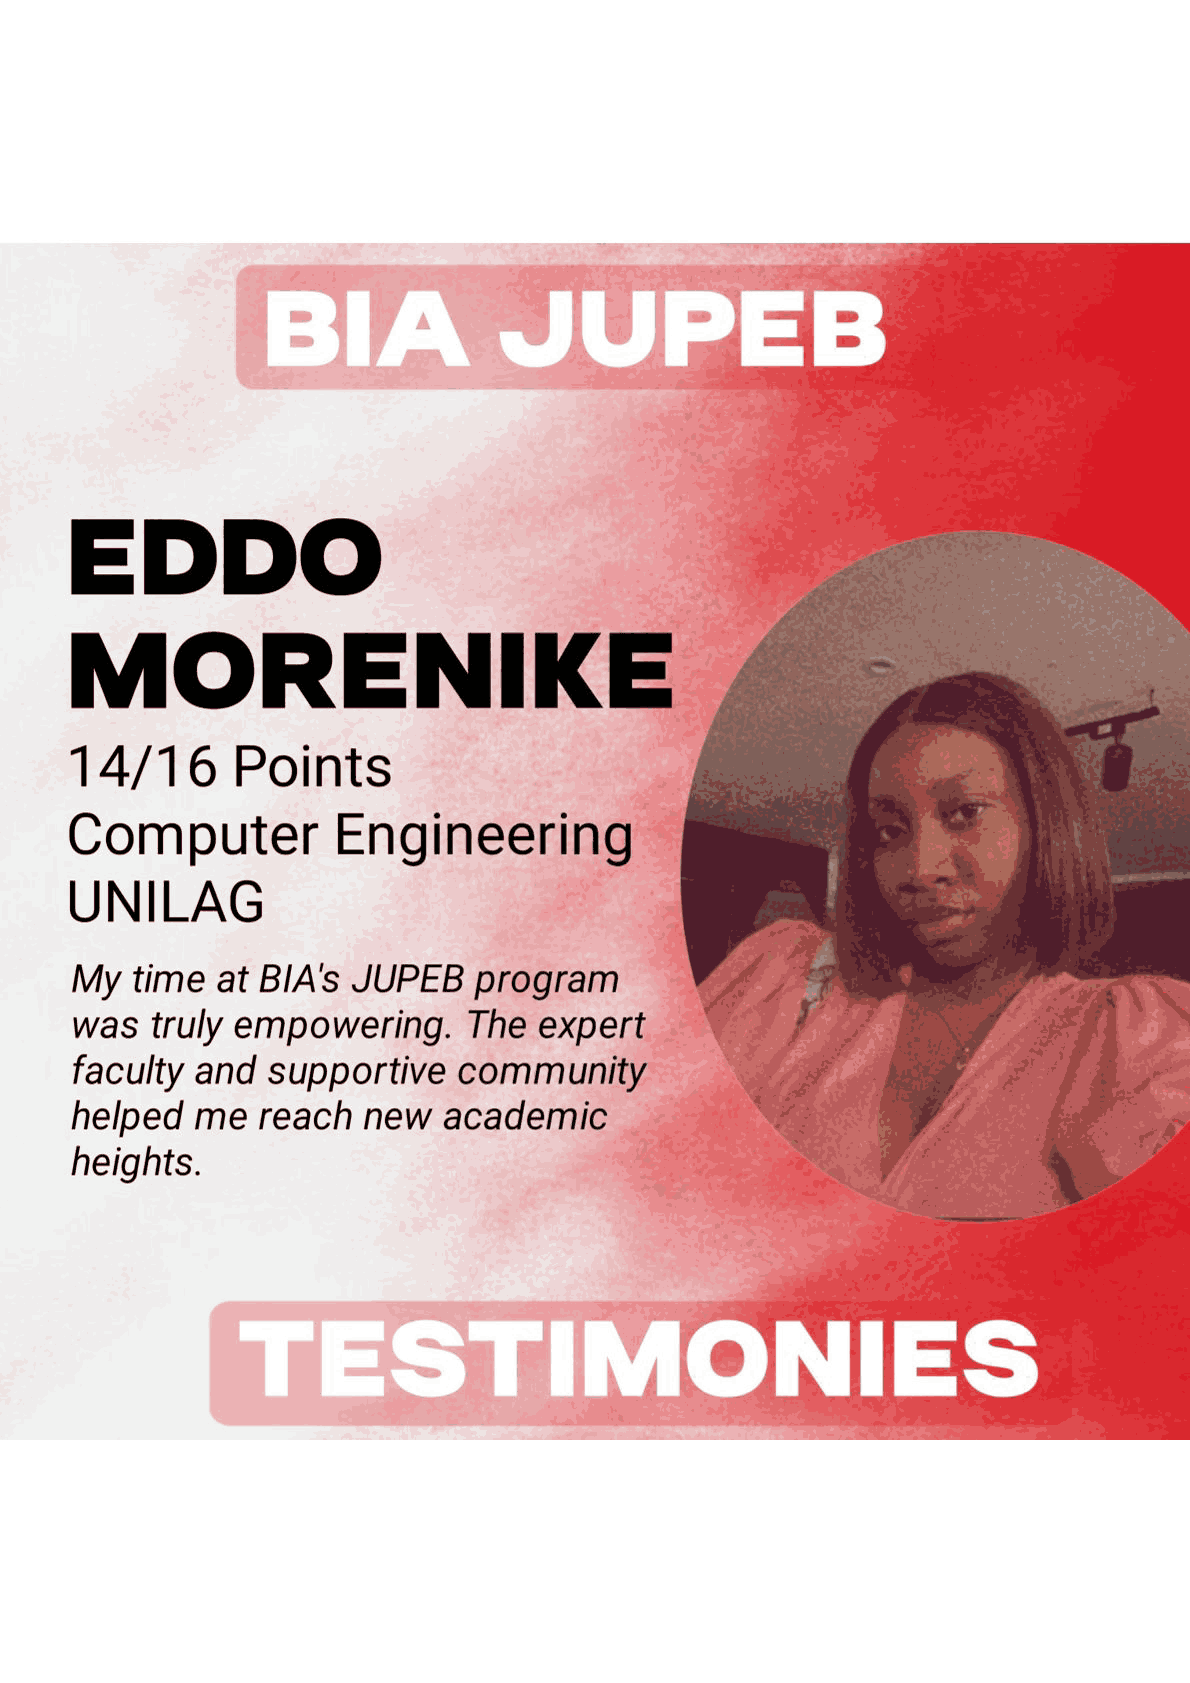 BIA JUPEB
EDDO
MORENIKE
14/16 Points
Computer Engineering
UNILAG
My time at BIA's JUPEB program
was truly empowering. The expert
faculty and supportive community
helped me reach new academic
heights.
TESTIMONIES